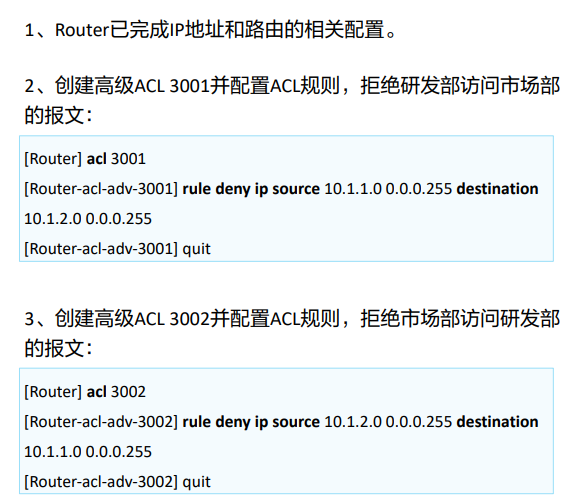 1、Router已完成IP地址和路由的相关配置。
2、创建高级ACL 3001并配置ACL规则，拒绝研发部访问市场部
的报文：
[Router] acl 3001
[Router-acl-adv-3001] rule deny ip source 10.1.1.0 0.0.0.255 destination
10.1.2.0 0.0.0.255
[Router-acl-adv-3001] quit
3、创建高级ACL 3002并配置ACL规则，拒绝市场部访问研发部
的报文：
[Router] acl 3002
[Router-acl-adv-3002] rule deny ip source 10.1.2.0 0.0.0.255 destination
10.1.1.0 0.0.0.255
[Router-acl-adv-3002] quit